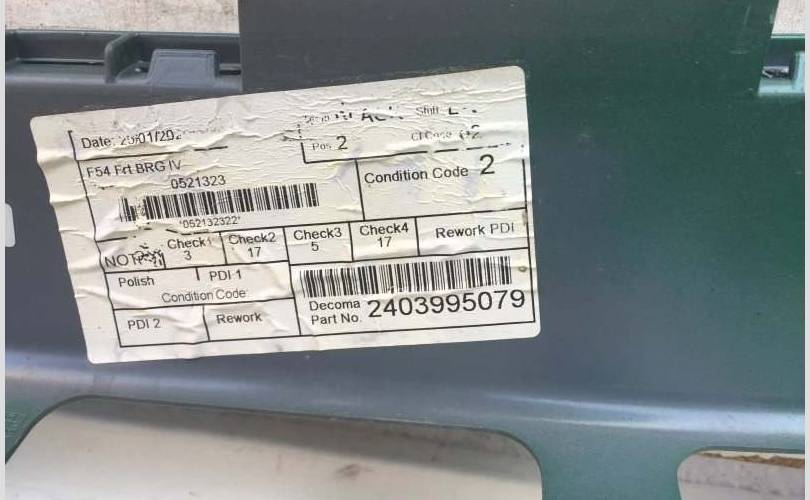 Date:
Pos 2
F54 Frt BRG IV
0521323
Condition Code 2
'052132322'
Check1 Check2 Check3 Check4 Rework PDI
3 17 5 17
Polish PDI 1
Condition Code:
PDI 2 Rework
Decoma
Part No. 2403995079